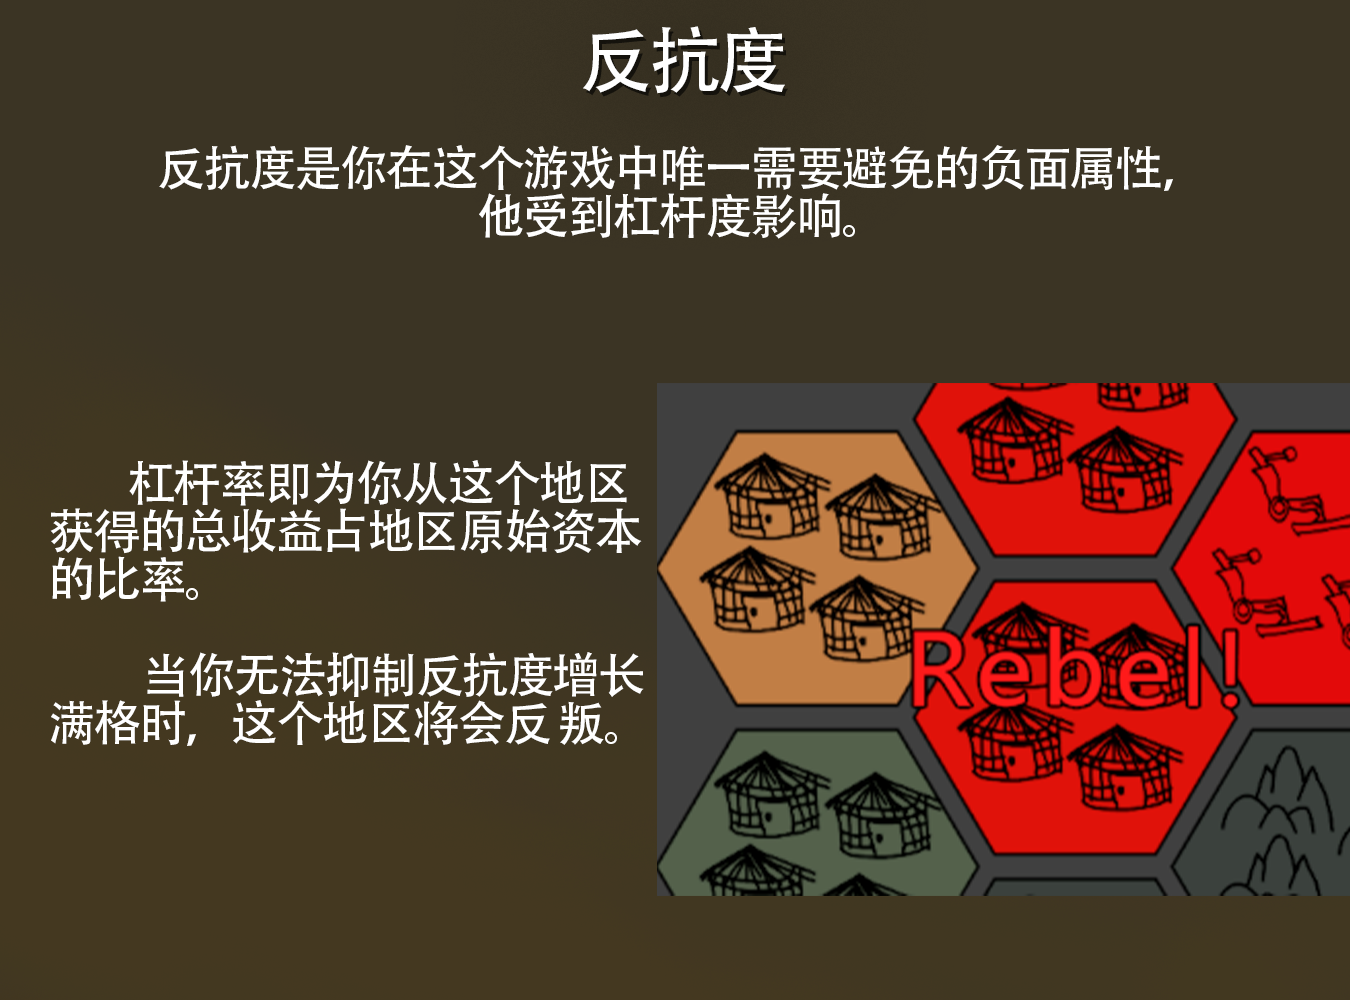 反抗度
反抗度是你在这个游戏中唯一需要避免的负面属性,
他受到杠杆度影响。
杠杆率即为你从这个地区
获得的总收益占地区原始资本
的比率。
当你无法抑制反抗度增长
满格时,这个地区将会反 叛。
Rebel!